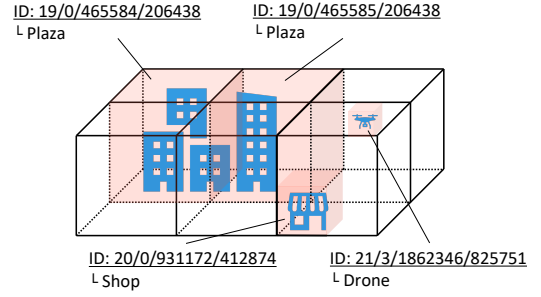 ID: 19/0/465584/206438
└ Plaza
ID: 19/0/465585/206438
└ Plaza
ID: 20/0/931172/412874
└ Shop
ID: 21/3/1862346/825751
└ Drone